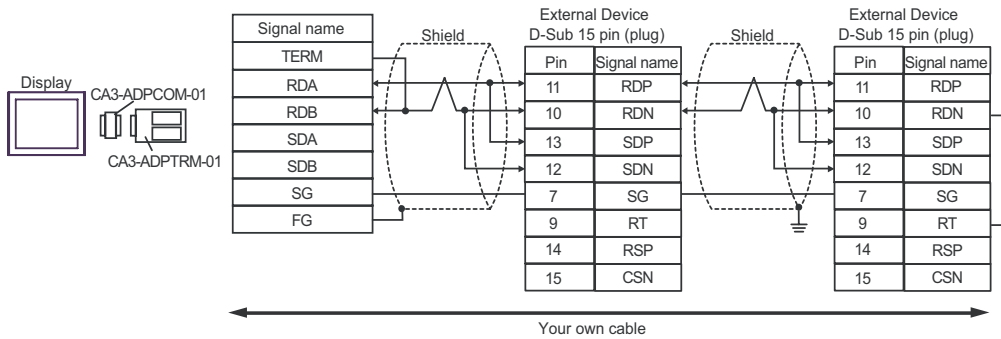 Display
CA3-ADPCOM-01
CA3-ADPTRM-01
Signal name
TERM
RDA
RDB
SDA
SDB
SG
FG
Shield
External Device
D-Sub 15 pin (plug)
Pin Signal name
11 RDP
10 RDN
13 SDP
12 SDN
7 SG
9 RT
14 RSP
15 CSN
Shield
External Device
D-Sub 15 pin (plug)
Pin Signal name
11 RDP
10 RDN
13 SDP
12 SDN
7 SG
9 RT
14 RSP
15 CSN
Your own cable